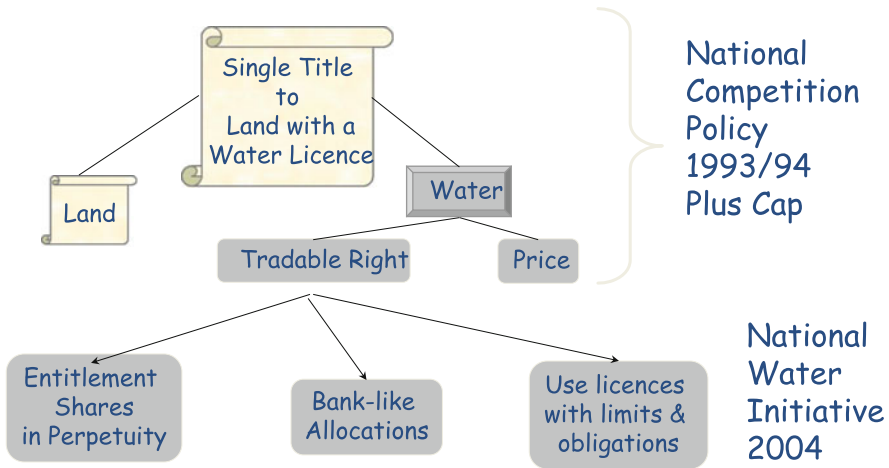 Single Title
to
Land with a
Water Licence
National
Competition
Policy
1993/94
Plus Cap
Land
Water
Tradable Right
Price
Entitlement
Shares
in Perpetuity
Bank-like
Allocations
Use licences
with limits &
obligations
National
Water
Initiative
2004